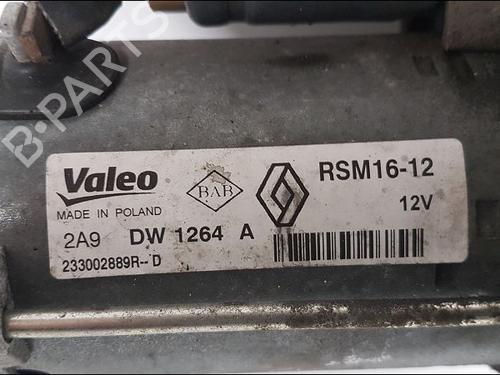 B-PARTS
Valeo
BAB
RSM16-12
MADE IN POLAND
12V
2A9 DW 1264 A
233002889R-- D